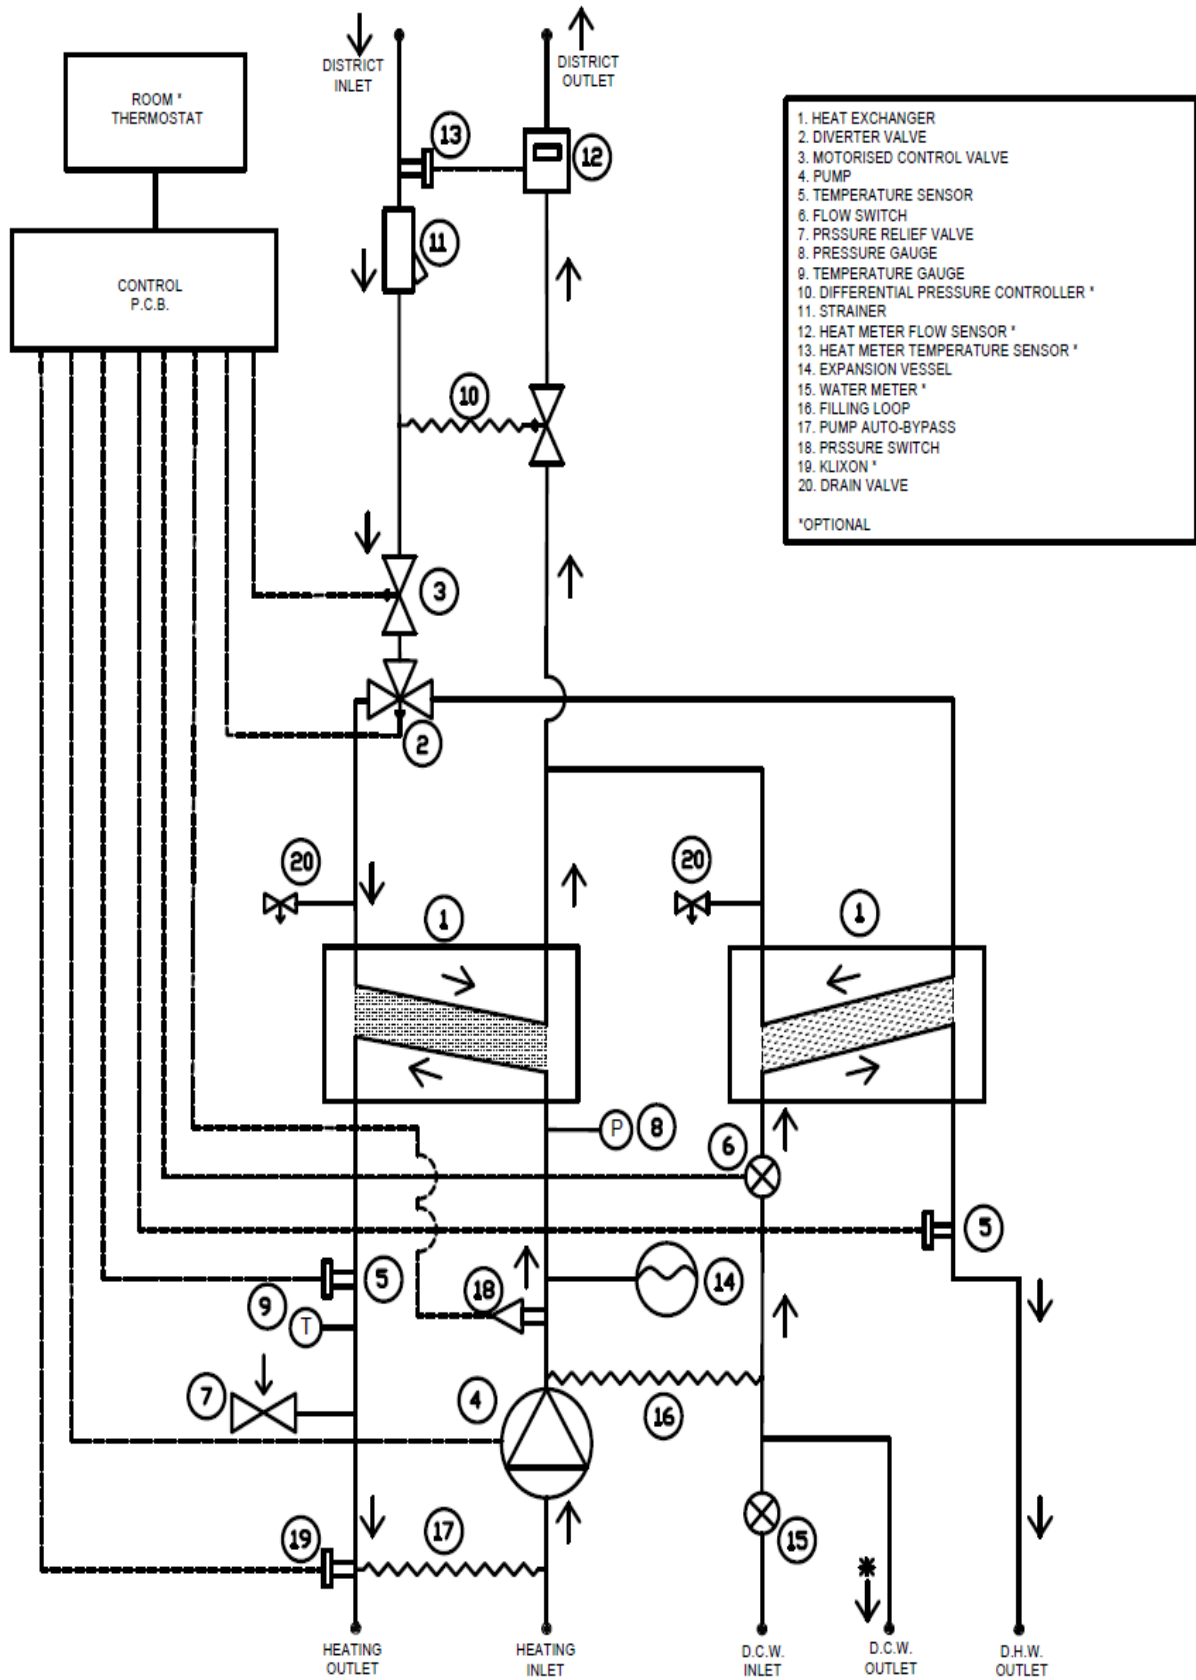 DISTRICT
INLET
DISTRICT
OUTLET
ROOM *
THERMOSTAT
CONTROL
P.C.B.
1. HEAT EXCHANGER
2. DIVERTER VALVE
3. MOTORISED CONTROL VALVE
4. PUMP
5. TEMPERATURE SENSOR
6. FLOW SWITCH
7. PRSSURE RELIEF VALVE
8. PRESSURE GAUGE
9. TEMPERATURE GAUGE
10. DIFFERENTIAL PRESSURE CONTROLLER *
11. STRAINER
12. HEAT METER FLOW SENSOR *
13. HEAT METER TEMPERATURE SENSOR *
14. EXPANSION VESSEL
15. WATER METER *
16. FILLING LOOP
17. PUMP AUTO-BYPASS
18. PRSSURE SWITCH
19. KLIXON *
20. DRAIN VALVE
*OPTIONAL
13
12
11
10
3
2
20
20
1
1
P
8
6
5
5
9
T
18
14
7
4
16
19
17
15
*
HEATING
OUTLET
HEATING
INLET
D.C.W.
INLET
D.C.W.
OUTLET
D.H.W.
OUTLET